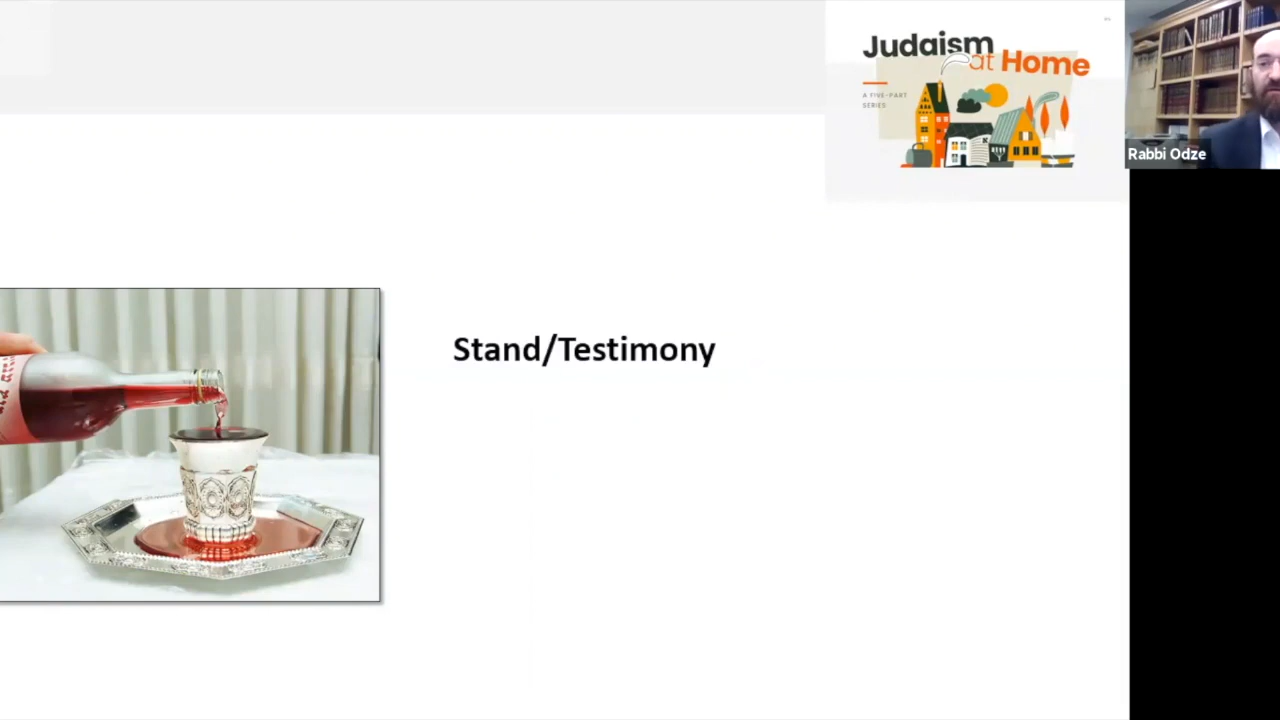 Judaism
at Home
A FIVE-PART
SERIES
Rabbi Odze
Stand/Testimony